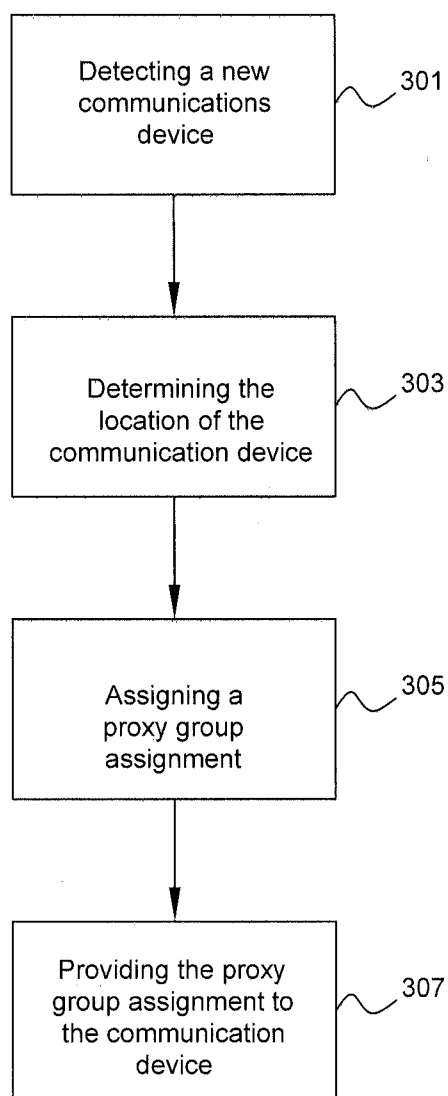 Detecting a new
communications
device
301
Determining the
location of the
communication device
303
Assigning a
proxy group
assignment
305
Providing the proxy
group assignment to
the communication
device
307